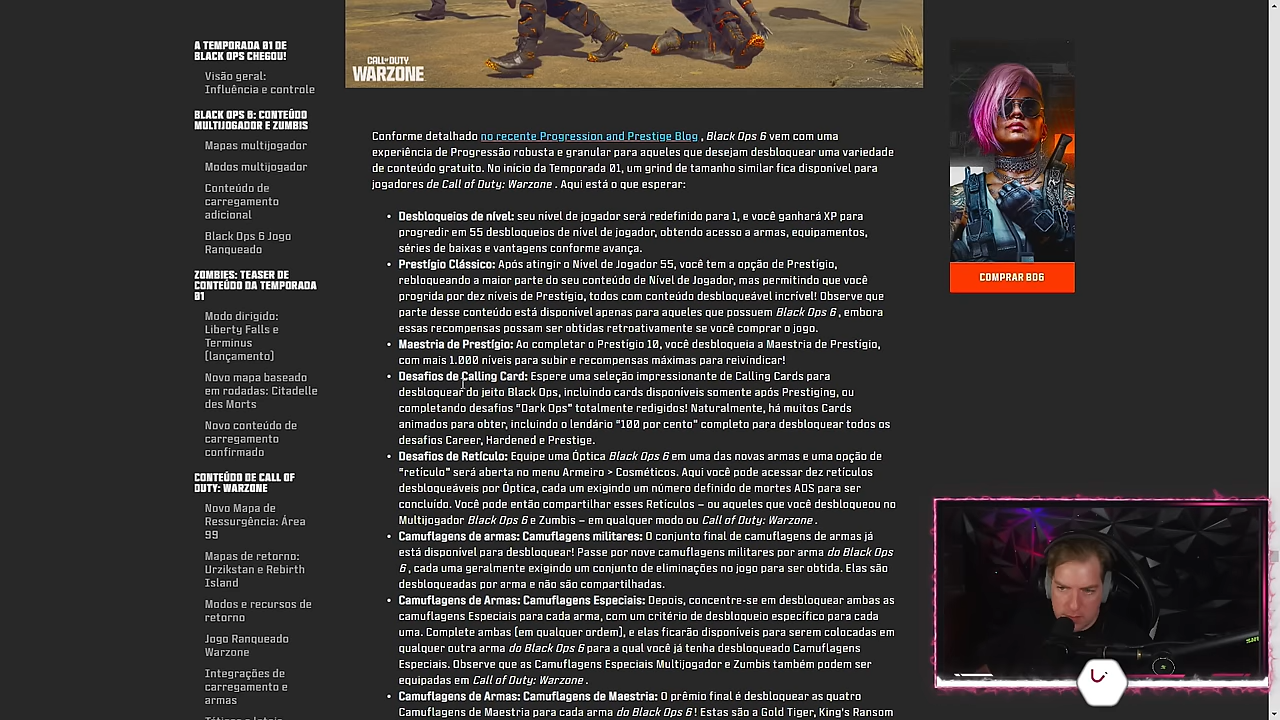 A TEMPORADA 01 DE
BLACK OPS CHEGOU!
Visão geral:
Influência e controle
BLACK OPS 6: CONTEÚDO
MULTIJOGADOR E ZUMBIS
Mapas multijogador
Modos multijogador
Conteúdo de
carregamento
adicional
Black Ops 6 Jogo
Ranqueado
ZOMBIES: TEASER DE
CONTEÚDO DA TEMPORADA
01
Modo dirigido:
Liberty Falls e
Terminus
(lançamento)
Novo mapa baseado
em rodadas: Citadelle
des Morts
Novo conteúdo de
carregamento
confirmado
CONTEÚDO DE CALL OF
DUTY: WARZONE
Novo Mapa de
Ressurgência: Área
99
Mapas de retorno:
Urzikstan e Rebirth
Island
Modos e recursos de
retorno
Jogo Ranqueado
Warzone
Integrações de
carregamento e
armas
CALL OF DUTY
WARZONE
Conforme detalhado no recente Progression and Prestige Blog , Black Ops 6 vem com uma
experiência de Progressão robusta e granular para aqueles que desejam desbloquear uma variedade
de conteúdo gratuito. No início da Temporada 01, um grind de tamanho similar fica disponível para
jogadores de Call of Duty: Warzone . Aqui está o que esperar:
• Desbloqueios de nível: seu nível de jogador será redefinido para 1, e você ganhará XP para
progredir em 55 desbloqueios de nível de jogador, obtendo acesso a armas, equipamentos,
séries de baixas e vantagens conforme avança.
• Prestígio Clássico: Após atingir o Nível de Jogador 55, você tem a opção de Prestígio,
rebloqueando a maior parte do seu conteúdo de Nível de Jogador, mas permitindo que você
progrida por dez níveis de Prestígio, todos com conteúdo desbloqueável incrível! Observe que
parte desse conteúdo está disponível apenas para aqueles que possuem Black Ops 6 , embora
essas recompensas possam ser obtidas retroativamente se você comprar o jogo.
• Maestria de Prestígio: Ao completar o Prestígio 10, você desbloqueia a Maestria de Prestígio,
com mais 1.000 níveis para subir e recompensas máximas para reivindicar!
• Desafios de Calling Card: Espere uma seleção impressionante de Calling Cards para
desbloquear do jeito Black Ops, incluindo cards disponíveis somente após Prestiging, ou
completando desafios "Dark Ops" totalmente redigidos! Naturalmente, há muitos Cards
animados para obter, incluindo o lendário "100 por cento" completo para desbloquear todos os
desafios Career, Hardened e Prestige.
• Desafios de Retículo: Equipe uma Óptica Black Ops 6 em uma das novas armas e uma opção de
"retículo" será aberta no menu Armeiro > Cosméticos. Aqui você pode acessar dez retículos
desbloqueáveis por Óptica, cada um exigindo um número definido de mortes ADS para ser
concluído. Você pode então compartilhar esses Retículos – ou aqueles que você desbloqueou no
Multijogador Black Ops 6 e Zumbis – em qualquer modo ou Call of Duty: Warzone .
• Camuflagens de armas: Camuflagens militares: O conjunto final de camuflagens de armas já
está disponível para desbloquear! Passe por nove camuflagens militares por arma do Black Ops
6 , cada uma geralmente exigindo um conjunto de eliminações no jogo para ser obtida. Elas são
desbloqueadas por arma e não são compartilhadas.
• Camuflagens de Armas: Camuflagens Especiais: Depois, concentre-se em desbloquear ambas as
camuflagens Especiais para cada arma, com um critério de desbloqueio específico para cada
uma. Complete ambas (em qualquer ordem), e elas ficarão disponíveis para serem colocadas em
qualquer outra arma do Black Ops 6 para a qual você já tenha desbloqueado Camuflagens
Especiais. Observe que as Camuflagens Especiais Multijogador e Zumbis também podem ser
equipadas em Call of Duty: Warzone .
• Camuflagens de Armas: Camuflagens de Maestria: O prêmio final é desbloquear as quatro
Camuflagens de Maestria para cada arma do Black Ops 6 ! Estas são a Gold Tiger, King's Ransom
COMPRAR BO6